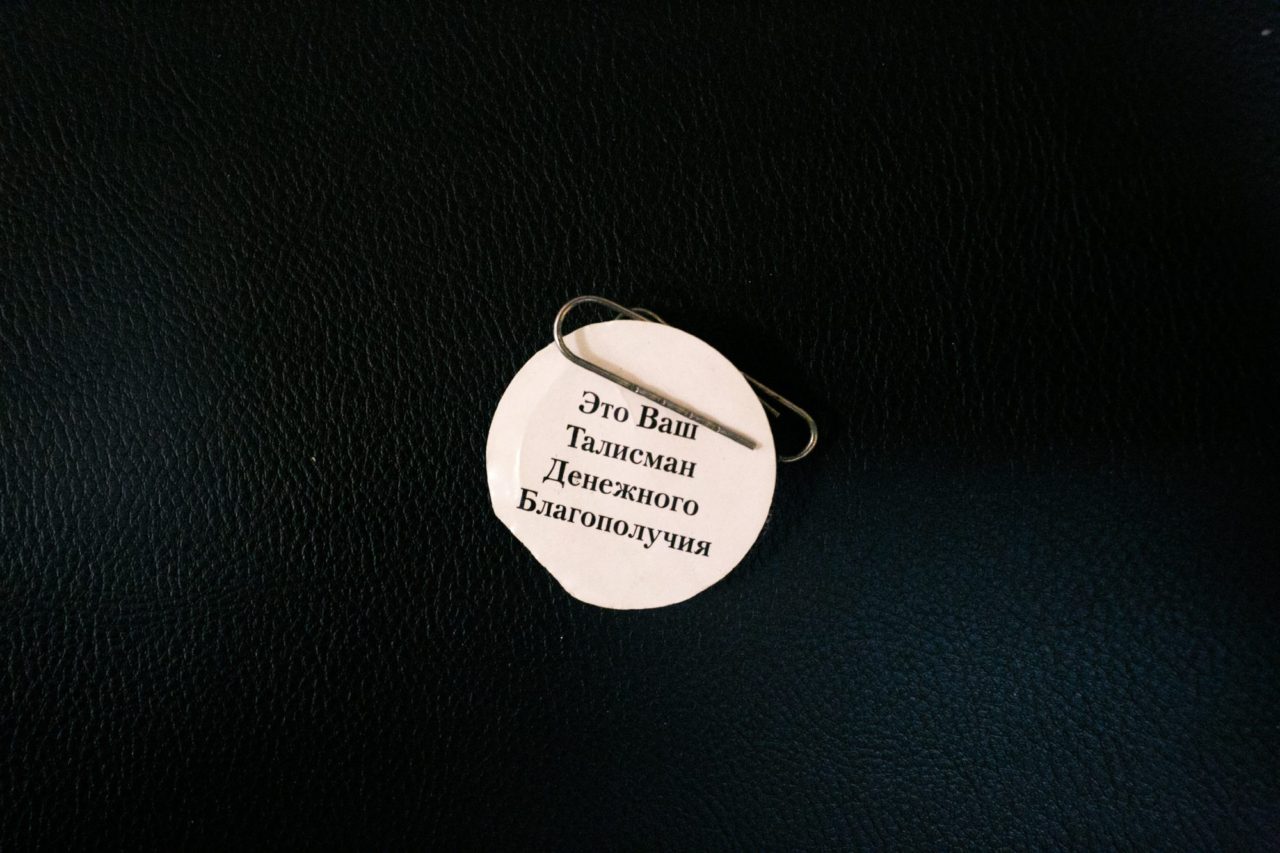 Это Ваш
Талисман
Денежного
Благополучия